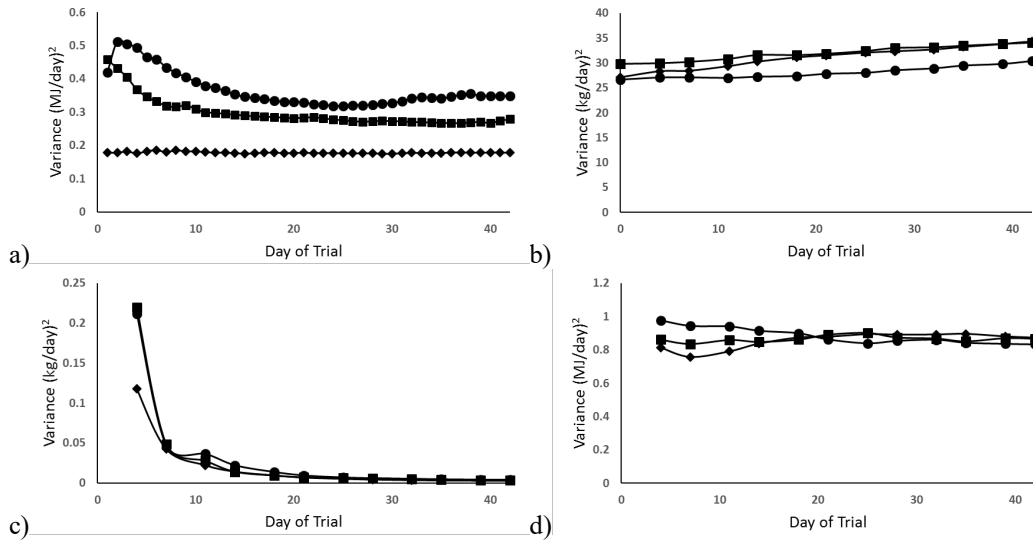 0.6
0.5
0.4
0.3
0.2
0.1
0
0 10 20 30 40
Variance (MJ/day)²
Day of Trial
a)
40
35
30
25
20
15
10
5
0
0 10 20 30 40
Variance (kg/day)²
Day of Trial
b)
0.25
0.2
0.15
0.1
0.05
0
0 10 20 30 40
Variance (kg/day)²
Day of Trial
c)
1.2
1
0.8
0.6
0.4
0.2
0
0 10 20 30 40
Variance (MJ/day)²
Day of Trial
d)